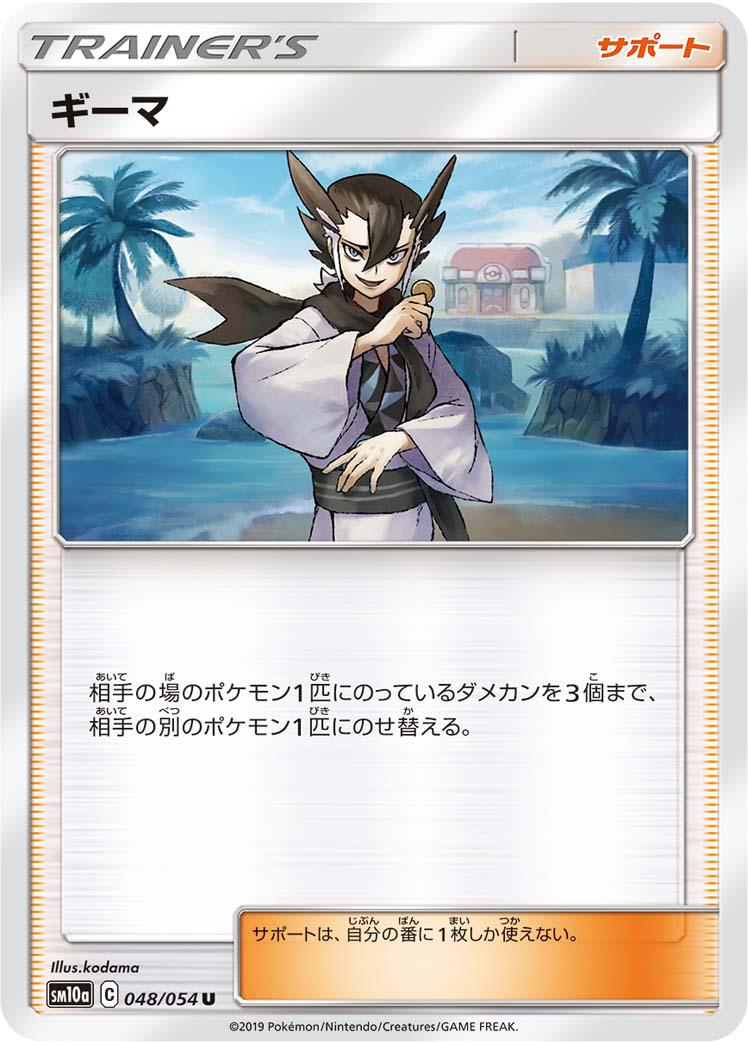 TRAINER'S
サポート
ギーマ
相手の場のポケモン1匹にのっているダメカンを3個まで、
相手の別のポケモン1匹にのせ替える。
サポートは、自分の番に1枚しか使えない。
Illus.kodama
sm10a C 048/054 U
©2019 Pokémon/Nintendo/Creatures/GAME FREAK.